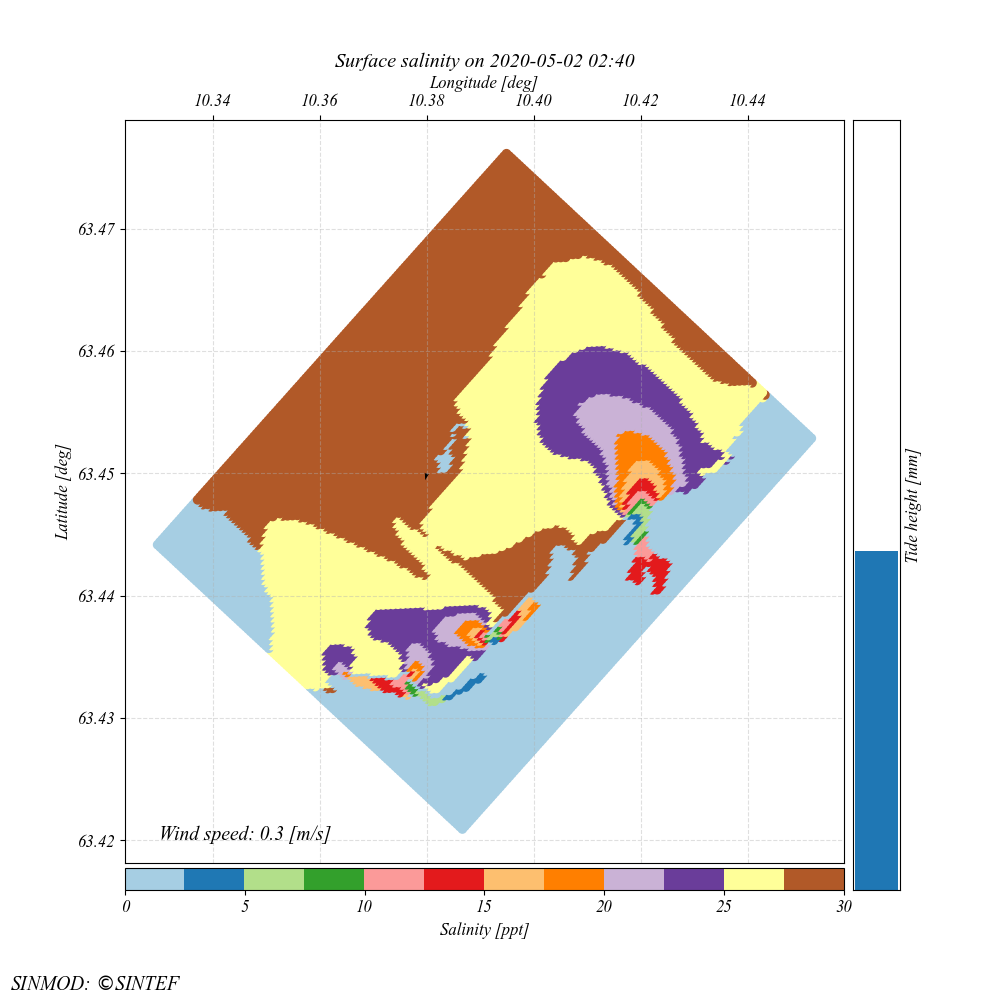 Surface salinity on 2020-05-02 02:40
Longitude [deg]
10.34 10.36 10.38 10.40 10.42 10.44
63.47
63.46
63.45
63.44
63.43
63.42
Latitude [deg]
Tide height [mm]
Wind speed: 0.3 [m/s]
0 5 10 15 20 25 30
Salinity [ppt]
SINMOD: ©SINTEF